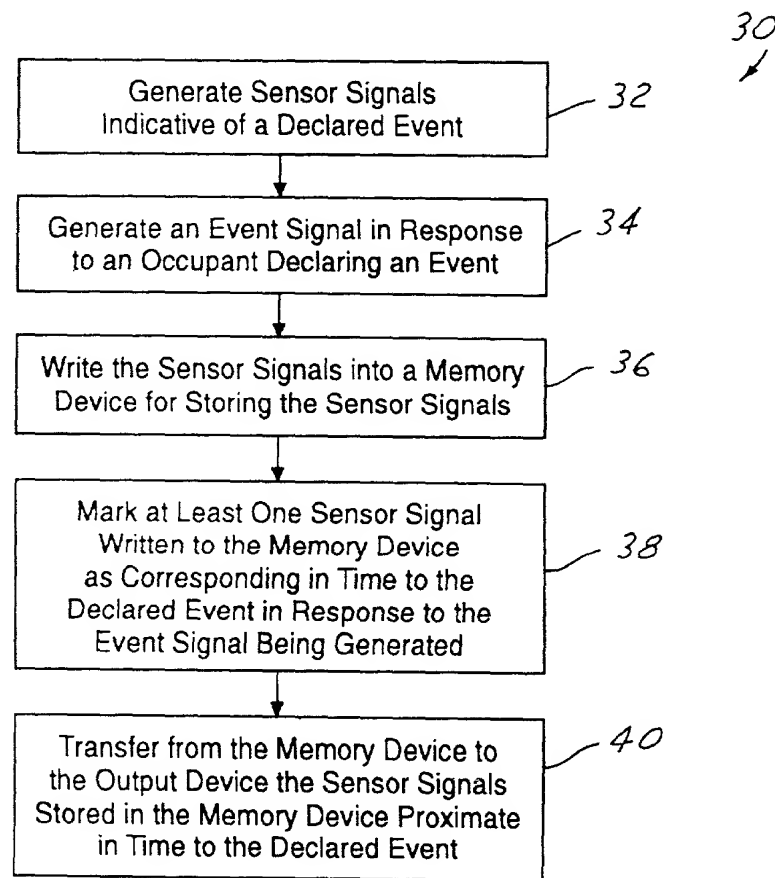 30
Generate Sensor Signals
Indicative of a Declared Event
32
Generate an Event Signal in Response
to an Occupant Declaring an Event
34
Write the Sensor Signals into a Memory
Device for Storing the Sensor Signals
36
Mark at Least One Sensor Signal
Written to the Memory Device
as Corresponding in Time to the
Declared Event in Response to the
Event Signal Being Generated
38
Transfer from the Memory Device to
the Output Device the Sensor Signals
Stored in the Memory Device Proximate
in Time to the Declared Event
40